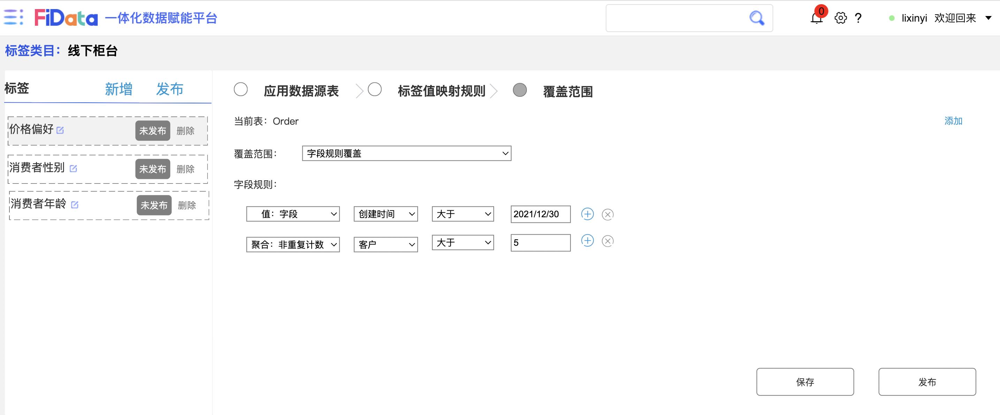 FiData 一体化数据赋能平台
0
?
lixinyi 欢迎回来
标签类目：线下柜台
标签 新增 发布
应用数据源表 标签值映射规则 覆盖范围
价格偏好 未发布 删除
消费者性别 未发布 删除
消费者年龄 未发布 删除
当前表：Order 添加
覆盖范围： 字段规则覆盖
字段规则：
值：字段 创建时间 大于 2021/12/30
聚合：非重复计数 客户 大于 5
保存 发布